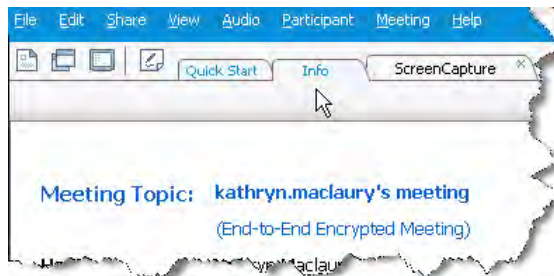 File Edit Share View Audio Participant Meeting Help
Quick Start Info ScreenCapture
Meeting Topic: kathryn.maclaury's meeting
(End-to-End Encrypted Meeting)